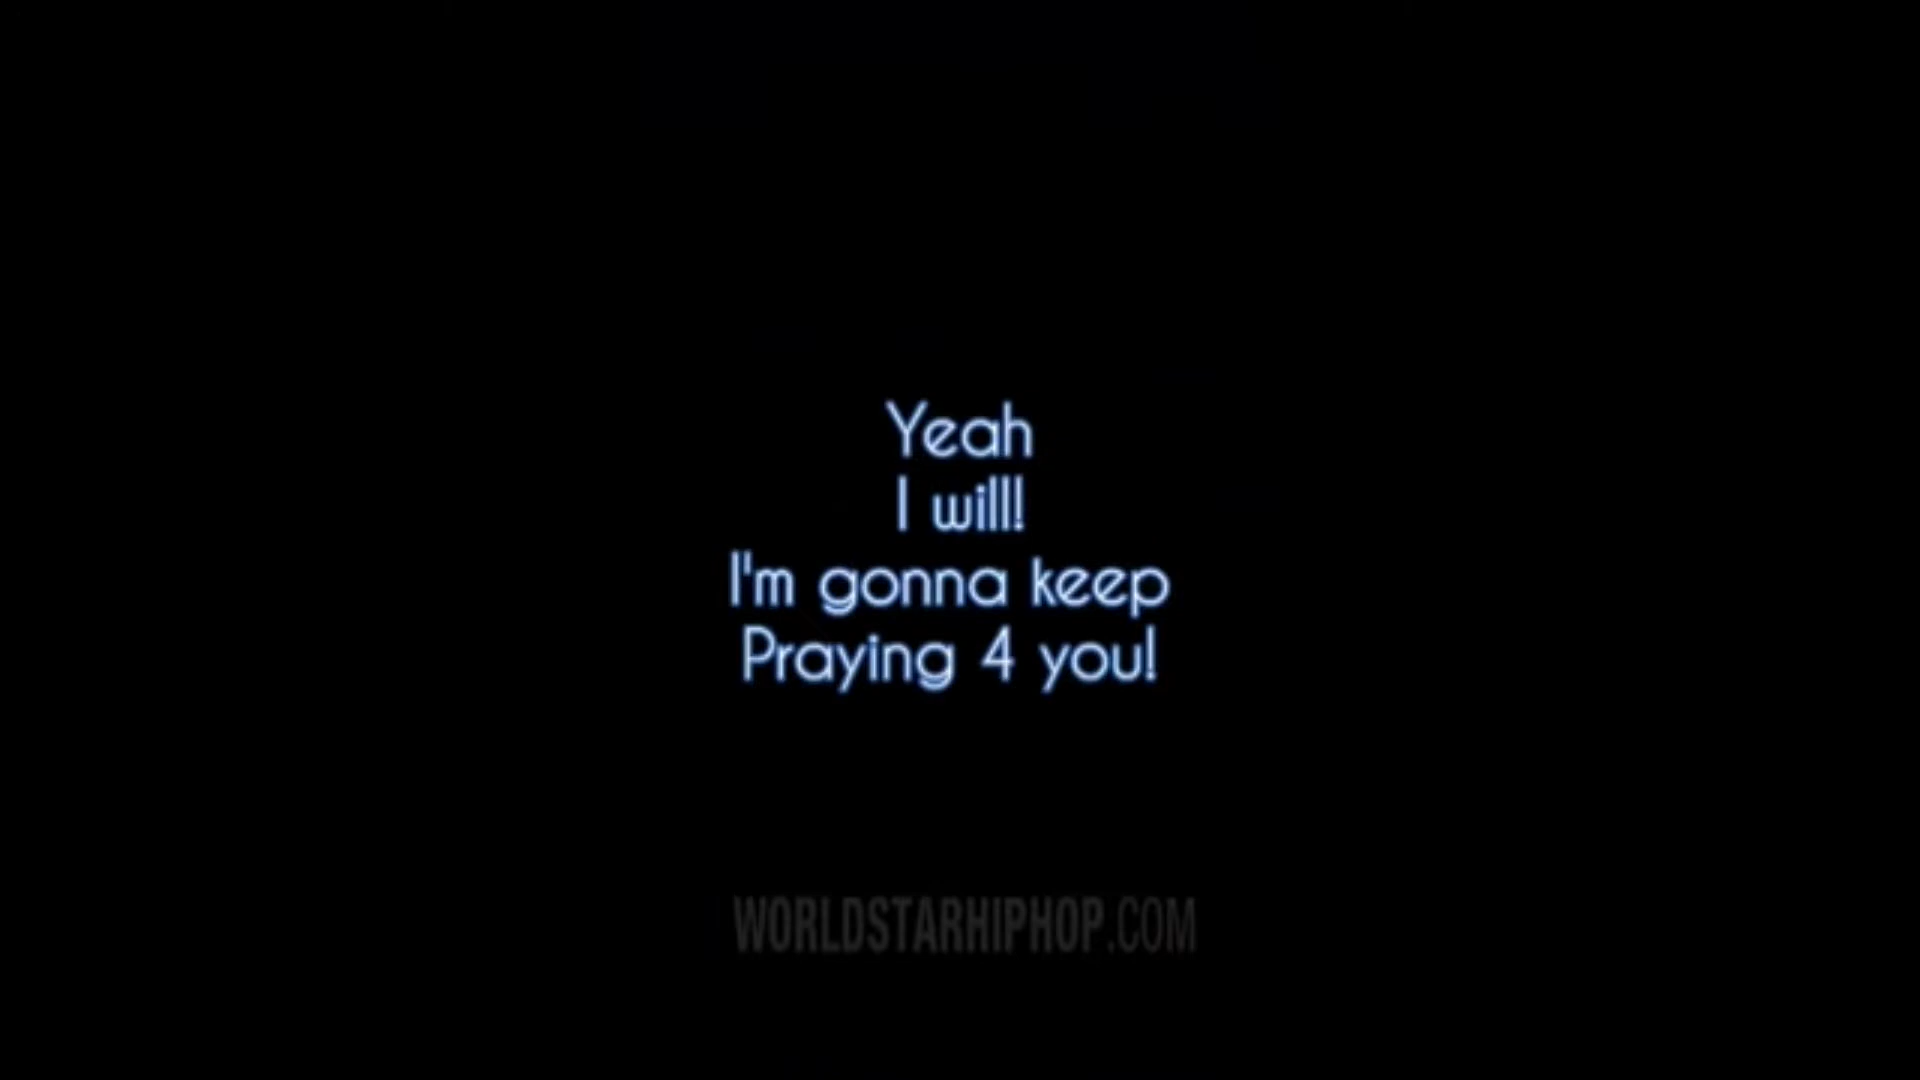 Yeah
I will!
I'm gonna keep
Praying 4 you!
WORLDSTARHIPHOP.COM